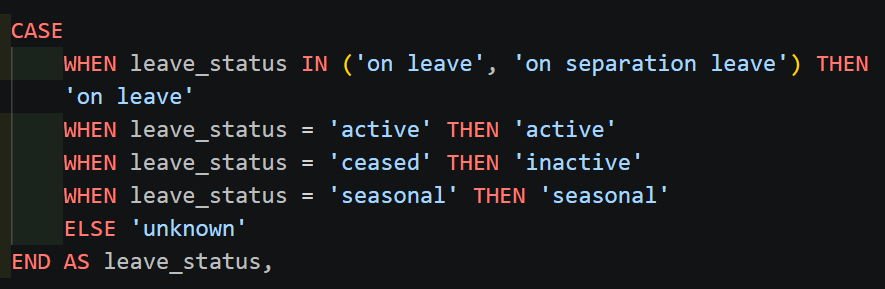 CASE
    WHEN leave_status IN ('on leave', 'on separation leave') THEN
    'on leave'
    WHEN leave_status = 'active' THEN 'active'
    WHEN leave_status = 'ceased' THEN 'inactive'
    WHEN leave_status = 'seasonal' THEN 'seasonal'
    ELSE 'unknown'
END AS leave_status,